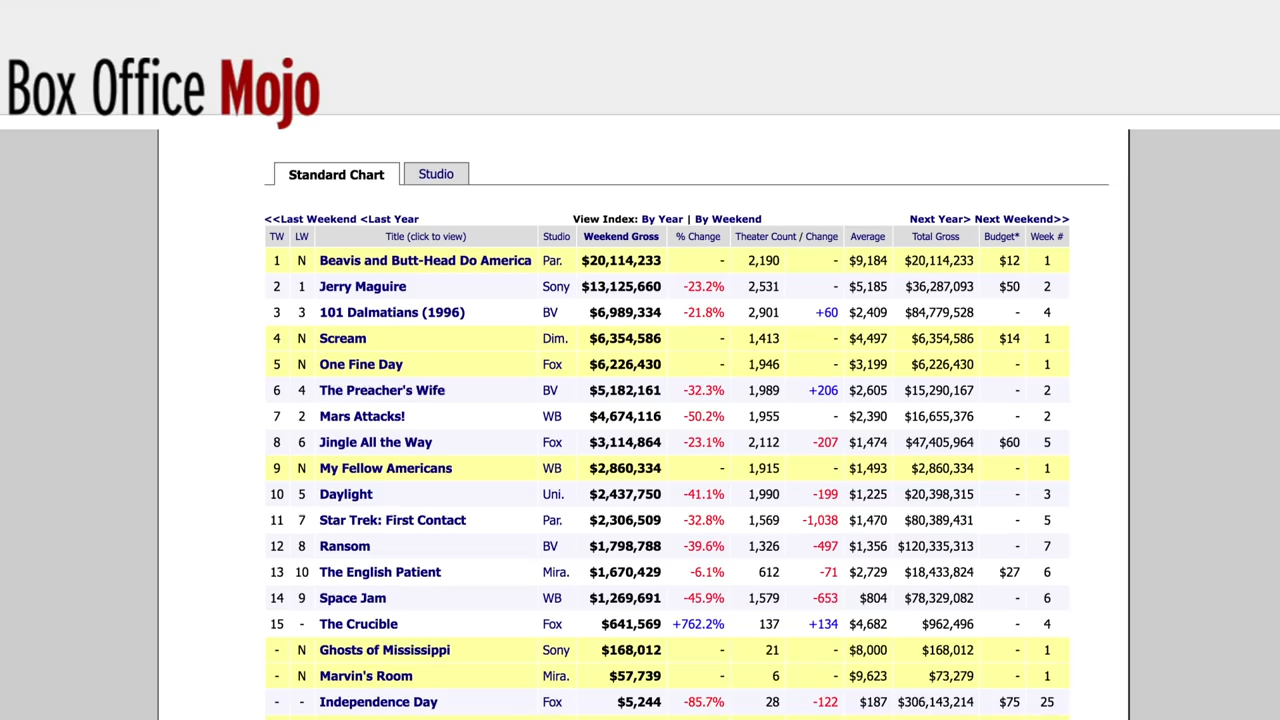 Box Office Mojo
Standard Chart Studio
<<Last Weekend <Last Year View Index: By Year | By Weekend Next Year> Next Weekend>>
TW LW Title (click to view) Studio Weekend Gross % Change Theater Count / Change Average Total Gross Budget* Week #
1 N Beavis and Butt-Head Do America Par. $20,114,233 - 2,190 - $9,184 $20,114,233 $12 1
2 1 Jerry Maguire Sony $13,125,660 -23.2% 2,531 - $5,185 $36,287,093 $50 2
3 3 101 Dalmatians (1996) BV $6,989,334 -21.8% 2,901 +60 $2,409 $84,779,528 - 4
4 N Scream Dim. $6,354,586 - 1,413 - $4,497 $6,354,586 $14 1
5 N One Fine Day Fox $6,226,430 - 1,946 - $3,199 $6,226,430 - 1
6 4 The Preacher's Wife BV $5,182,161 -32.3% 1,989 +206 $2,605 $15,290,167 - 2
7 2 Mars Attacks! WB $4,674,116 -50.2% 1,955 - $2,390 $16,655,376 - 2
8 6 Jingle All the Way Fox $3,114,864 -23.1% 2,112 -207 $1,474 $47,405,964 $60 5
9 N My Fellow Americans WB $2,860,334 - 1,915 - $1,493 $2,860,334 - 1
10 5 Daylight Uni. $2,437,750 -41.1% 1,990 -199 $1,225 $20,398,315 - 3
11 7 Star Trek: First Contact Par. $2,306,509 -32.8% 1,569 -1,038 $1,470 $80,389,431 - 5
12 8 Ransom BV $1,798,788 -39.6% 1,326 -497 $1,356 $120,335,313 - 7
13 10 The English Patient Mira. $1,670,429 -6.1% 612 -71 $2,729 $18,433,824 $27 6
14 9 Space Jam WB $1,269,691 -45.9% 1,579 -653 $804 $78,329,082 - 6
15 - The Crucible Fox $641,569 +762.2% 137 +134 $4,682 $962,496 - 4
- N Ghosts of Mississippi Sony $168,012 - 21 - $8,000 $168,012 - 1
- N Marvin's Room Mira. $57,739 - 6 - $9,623 $73,279 - 1
- - Independence Day Fox $5,244 -85.7% 28 -122 $187 $306,143,214 $75 25